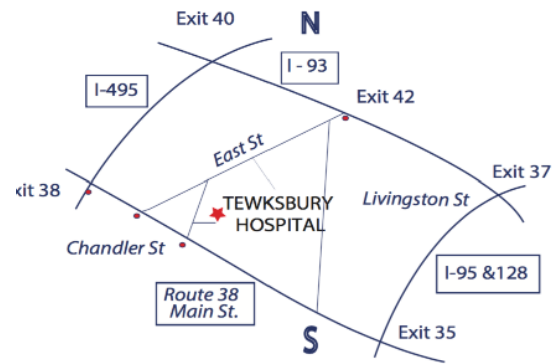 Exit 40
N
I - 93
I-495
Exit 42
East St
Exit 37
xit 38
TEWKSBURY
HOSPITAL
Livingston St
Chandler St
I-95 &128
Route 38
Main St.
S
Exit 35